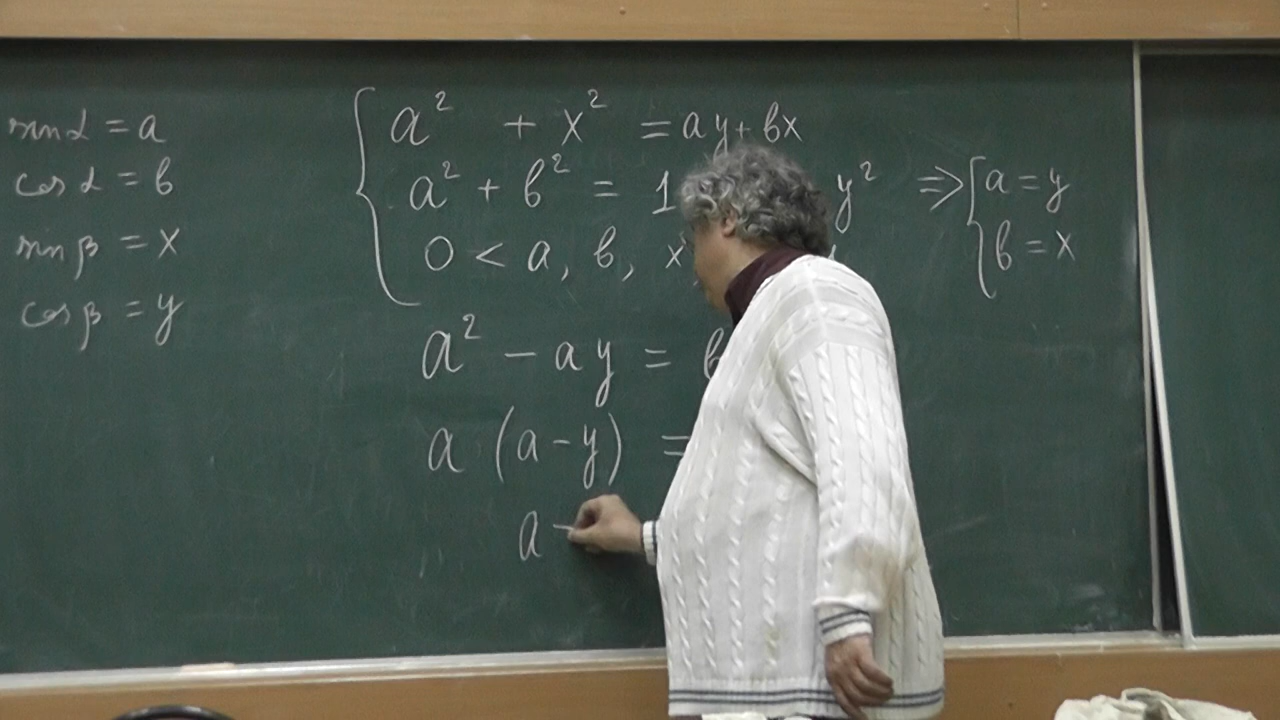 sin α = a
cos α = b
sin β = x
cos β = y
a² + x² = ay + bx
a² + b² = 1 y²
0 < a, b, x
⇒ { a = y
b = x
a² - ay = b
a (a - y) =
a -